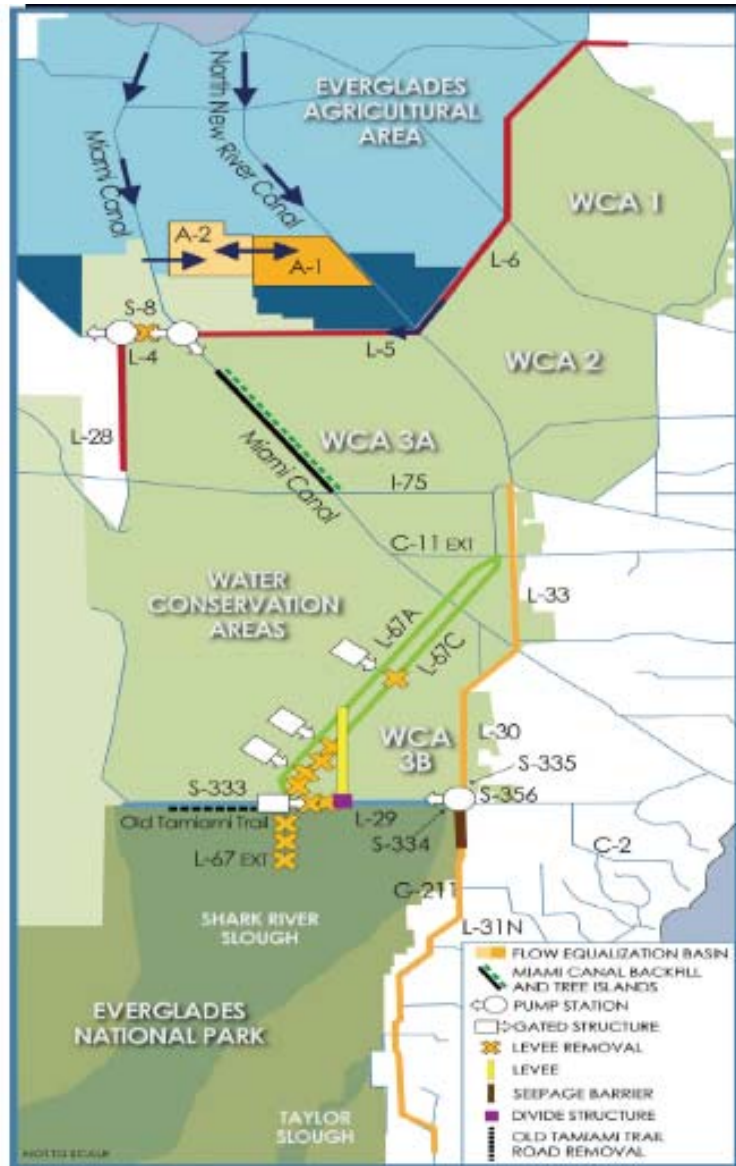 EVERGLADES
AGRICULTURAL
AREA
North New River Canal
Miami Canal
WCA 1
A-2
A-1
L-6
S-8
L-4
L-5
WCA 2
L-28
WCA 3A
Miami Canal
I-75
C-11 EXT
WATER
CONSERVATION
AREAS
L-33
L-67A
L-67C
WCA
3B
L-30
S-335
S-333
S-356
Old Tamiami Trail
L-29
S-334
C-2
L-67 EXT
G-211
SHARK RIVER
SLOUGH
L-31N
EVERGLADES
NATIONAL PARK
TAYLOR
SLOUGH
NOT TO SCALE
FLOW EQUALIZATION BASIN
MIAMI CANAL BACKFILL
AND TREE ISLANDS
PUMP STATION
GATED STRUCTURE
LEVEE REMOVAL
LEVEE
SEEPAGE BARRIER
DIVIDE STRUCTURE
OLD TAMIAMI TRAIL
ROAD REMOVAL